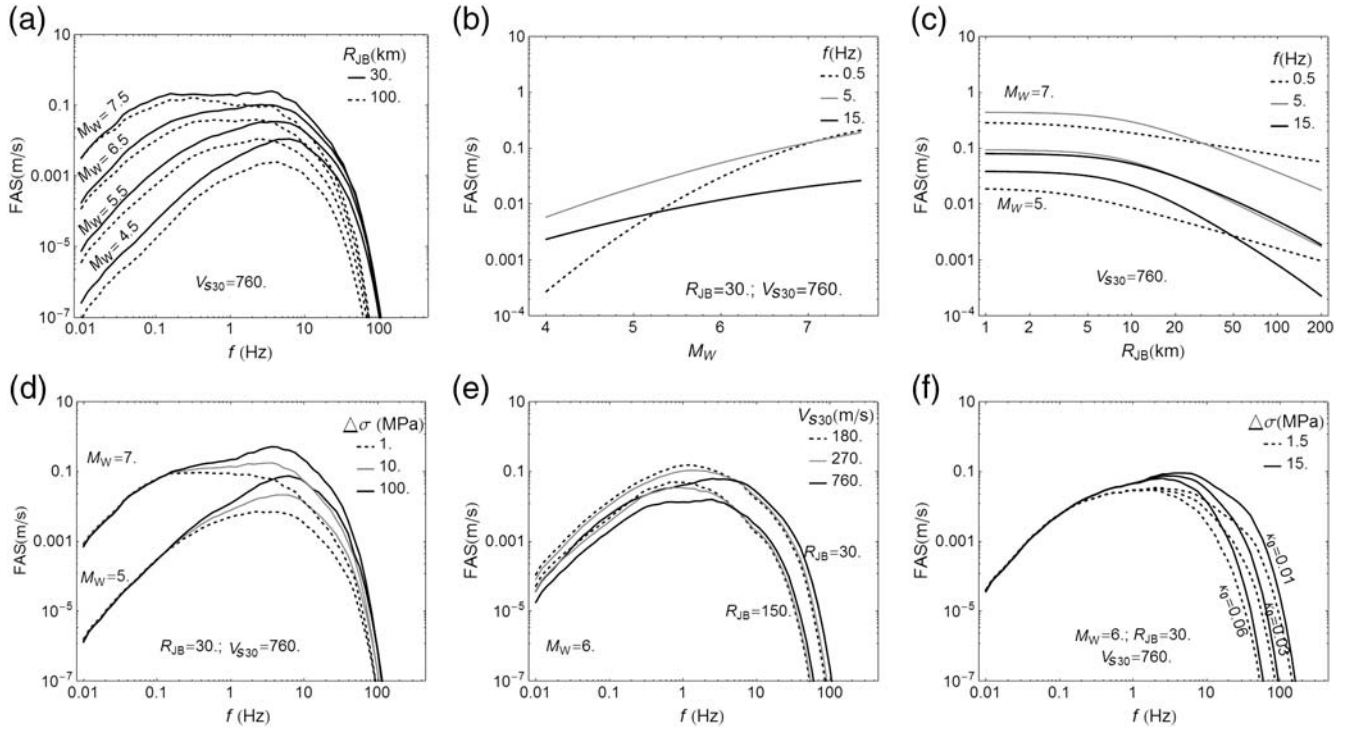 (a)
R_JB(km)
30.
100.
M_W= 7.5
M_W= 6.5
M_W= 5.5
M_W= 4.5
V_S30=760.
FAS(m/s)
10
0.1
0.001
10^-5
10^-7
0.01 0.1 1 10 100
f (Hz)
(b)
f(Hz)
0.5
5.
15.
R_JB=30.; V_S30=760.
FAS(m/s)
10
1
0.1
0.01
0.001
10^-4
4 5 6 7
M_W
(c)
f(Hz)
0.5
5.
15.
M_W=7.
M_W=5.
V_S30=760.
FAS(m/s)
10
1
0.1
0.01
0.001
10^-4
1 2 5 10 20 50 100 200
R_JB(km)
(d)
△σ (MPa)
1.
10.
100.
M_W=7.
M_W=5.
R_JB=30.; V_S30=760.
FAS(m/s)
10
0.1
0.001
10^-5
10^-7
0.01 0.1 1 10 100
f (Hz)
(e)
V_S30(m/s)
180.
270.
760.
R_JB=30.
R_JB=150.
M_W=6.
FAS(m/s)
10
0.1
0.001
10^-5
10^-7
0.01 0.1 1 10 100
f (Hz)
(f)
△σ(MPa)
1.5
15.
κ0=0.01
κ0=0.03
κ0=0.06
M_W=6.; R_JB=30.
V_S30=760.
FAS(m/s)
10
0.1
0.001
10^-5
10^-7
0.01 0.1 1 10 100
f (Hz)